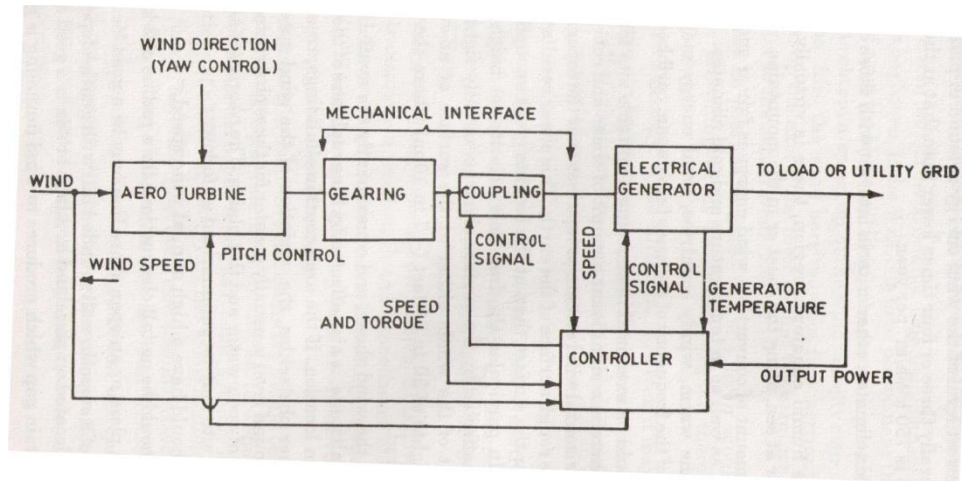 WIND DIRECTION
(YAW CONTROL)
MECHANICAL INTERFACE
WIND
AERO TURBINE
GEARING
COUPLING
ELECTRICAL
GENERATOR
TO LOAD OR UTILITY GRID
PITCH CONTROL
CONTROL
SIGNAL
SPEED
CONTROL
SIGNAL
WIND SPEED
GENERATOR
TEMPERATURE
SPEED
AND TORQUE
CONTROLLER
OUTPUT POWER